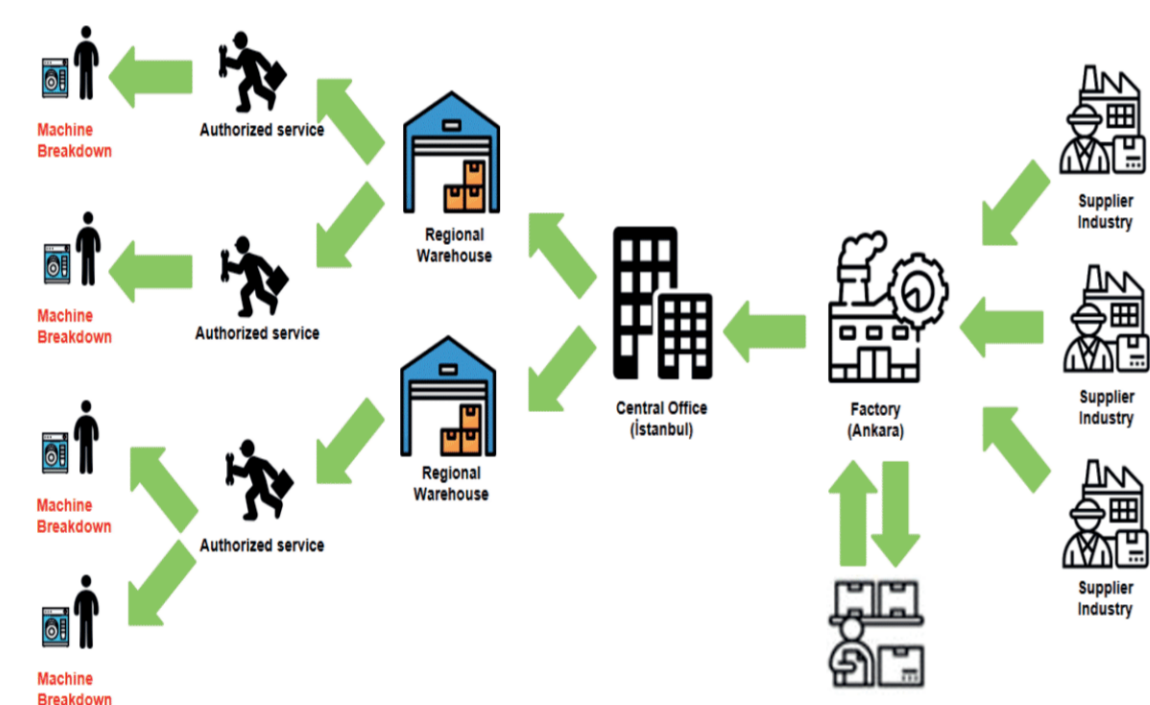 Machine
Breakdown
Authorized service
Regional
Warehouse
Supplier
Industry
Machine
Breakdown
Authorized service
Central Office
(İstanbul)
Factory
(Ankara)
Supplier
Industry
Machine
Breakdown
Authorized service
Regional
Warehouse
Supplier
Industry
Machine
Breakdown